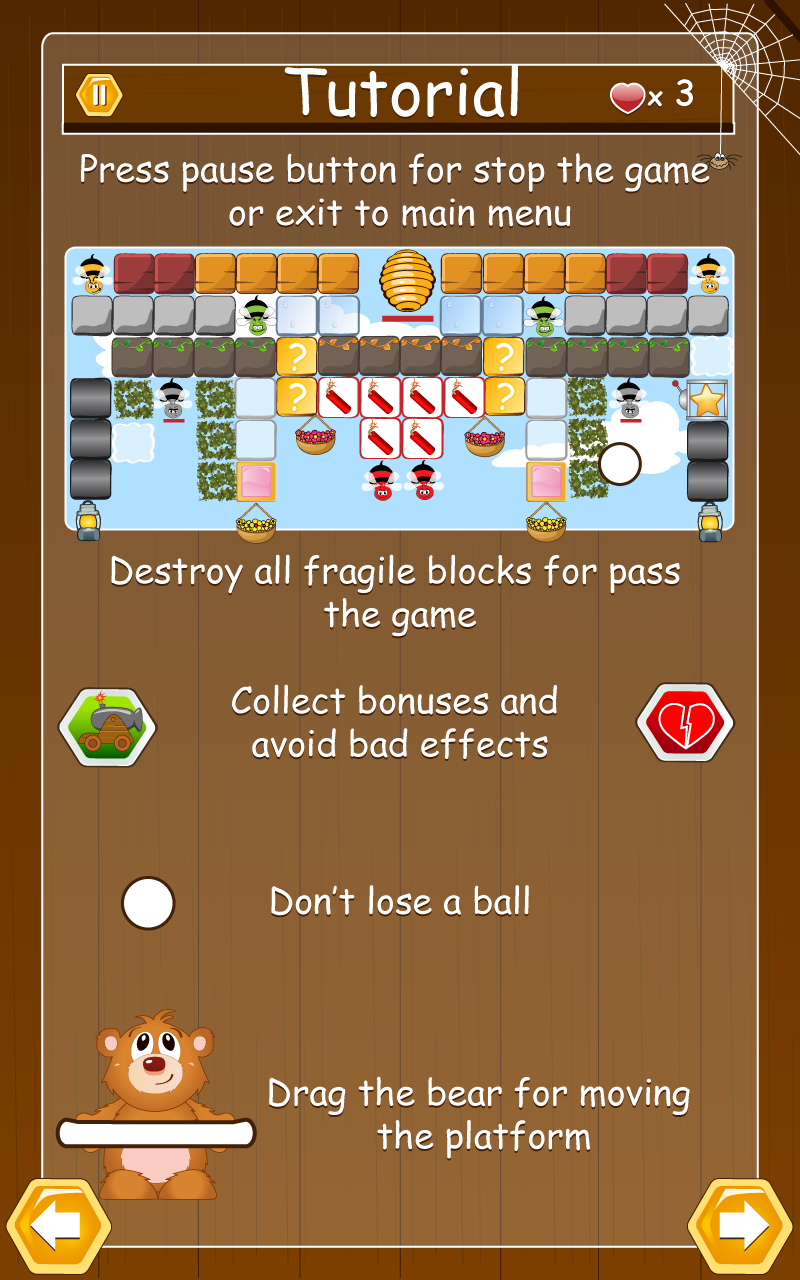 Tutorial
x 3
Press pause button for stop the game
or exit to main menu
? ?
? ?
Destroy all fragile blocks for pass
the game
Collect bonuses and
avoid bad effects
Don't lose a ball
Drag the bear for moving
the platform